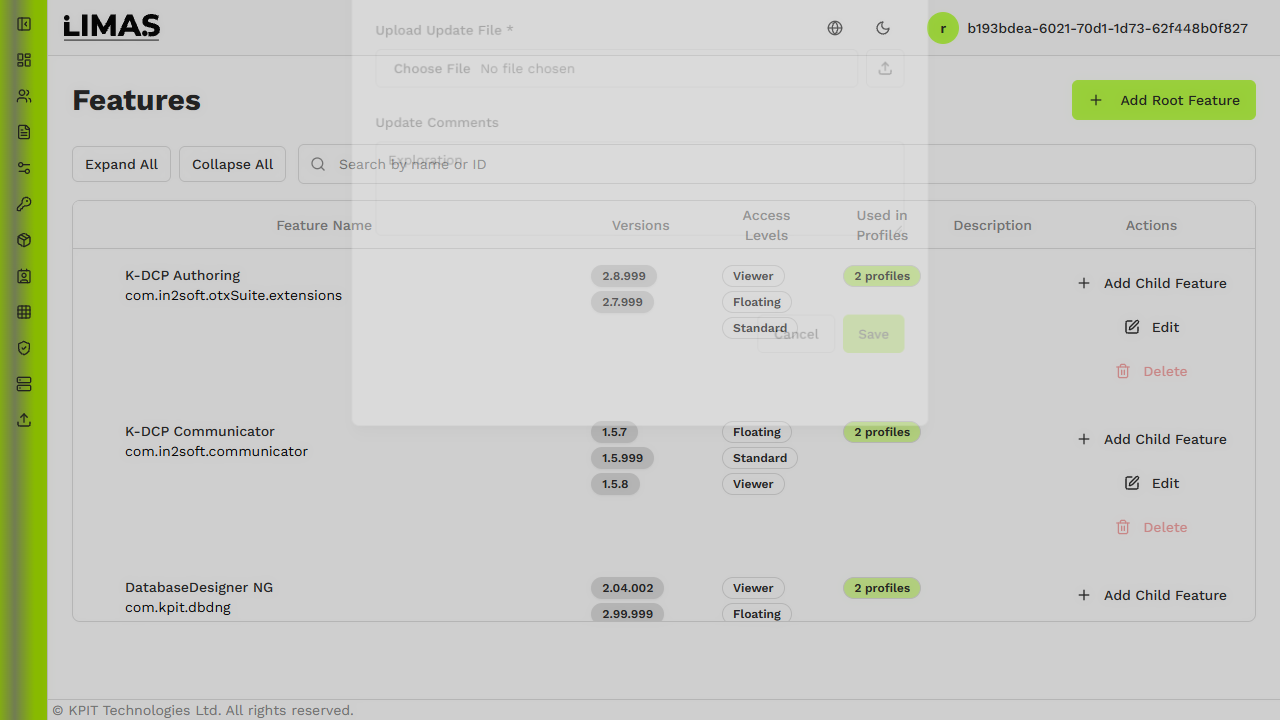 LIMAS
r
b193bdea-6021-70d1-1d73-62f448b0f827
Upload Update File *
Choose File No file chosen
Update Comments
Exploration
Cancel
Save
Features
Add Root Feature
Expand All
Collapse All
Search by name or ID
Feature Name
Versions
Access
Levels
Used in
Profiles
Description
Actions
K-DCP Authoring
com.in2soft.otxSuite.extensions
2.8.999
2.7.999
Viewer
Floating
Standard
2 profiles
Add Child Feature
Edit
Delete
K-DCP Communicator
com.in2soft.communicator
1.5.7
1.5.999
1.5.8
Floating
Standard
Viewer
2 profiles
Add Child Feature
Edit
Delete
DatabaseDesigner NG
com.kpit.dbdng
2.04.002
2.99.999
Viewer
Floating
2 profiles
Add Child Feature
© KPIT Technologies Ltd. All rights reserved.